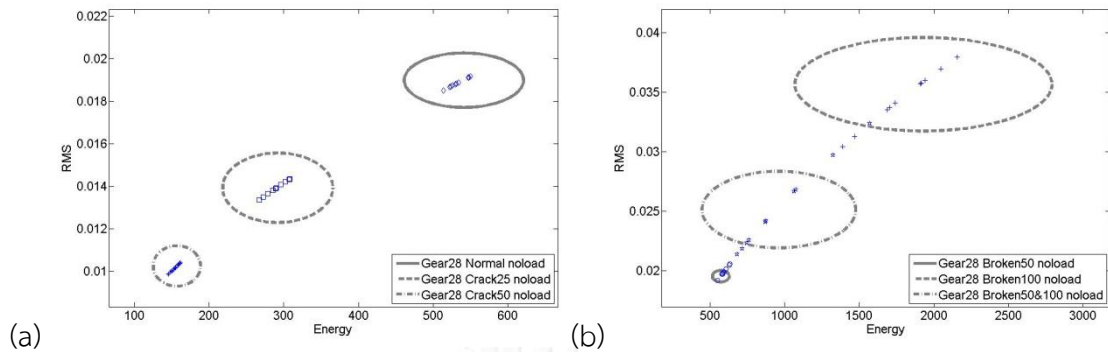 0.022
0.02
0.018
0.016
0.014
0.012
0.01
RMS
100 200 300 400 500 600
Energy
Gear28 Normal noload
Gear28 Crack25 noload
Gear28 Crack50 noload
(a)
0.04
0.035
0.03
0.025
0.02
RMS
500 1000 1500 2000 2500 3000
Energy
Gear28 Broken50 noload
Gear28 Broken100 noload
Gear28 Broken50&100 noload
(b)